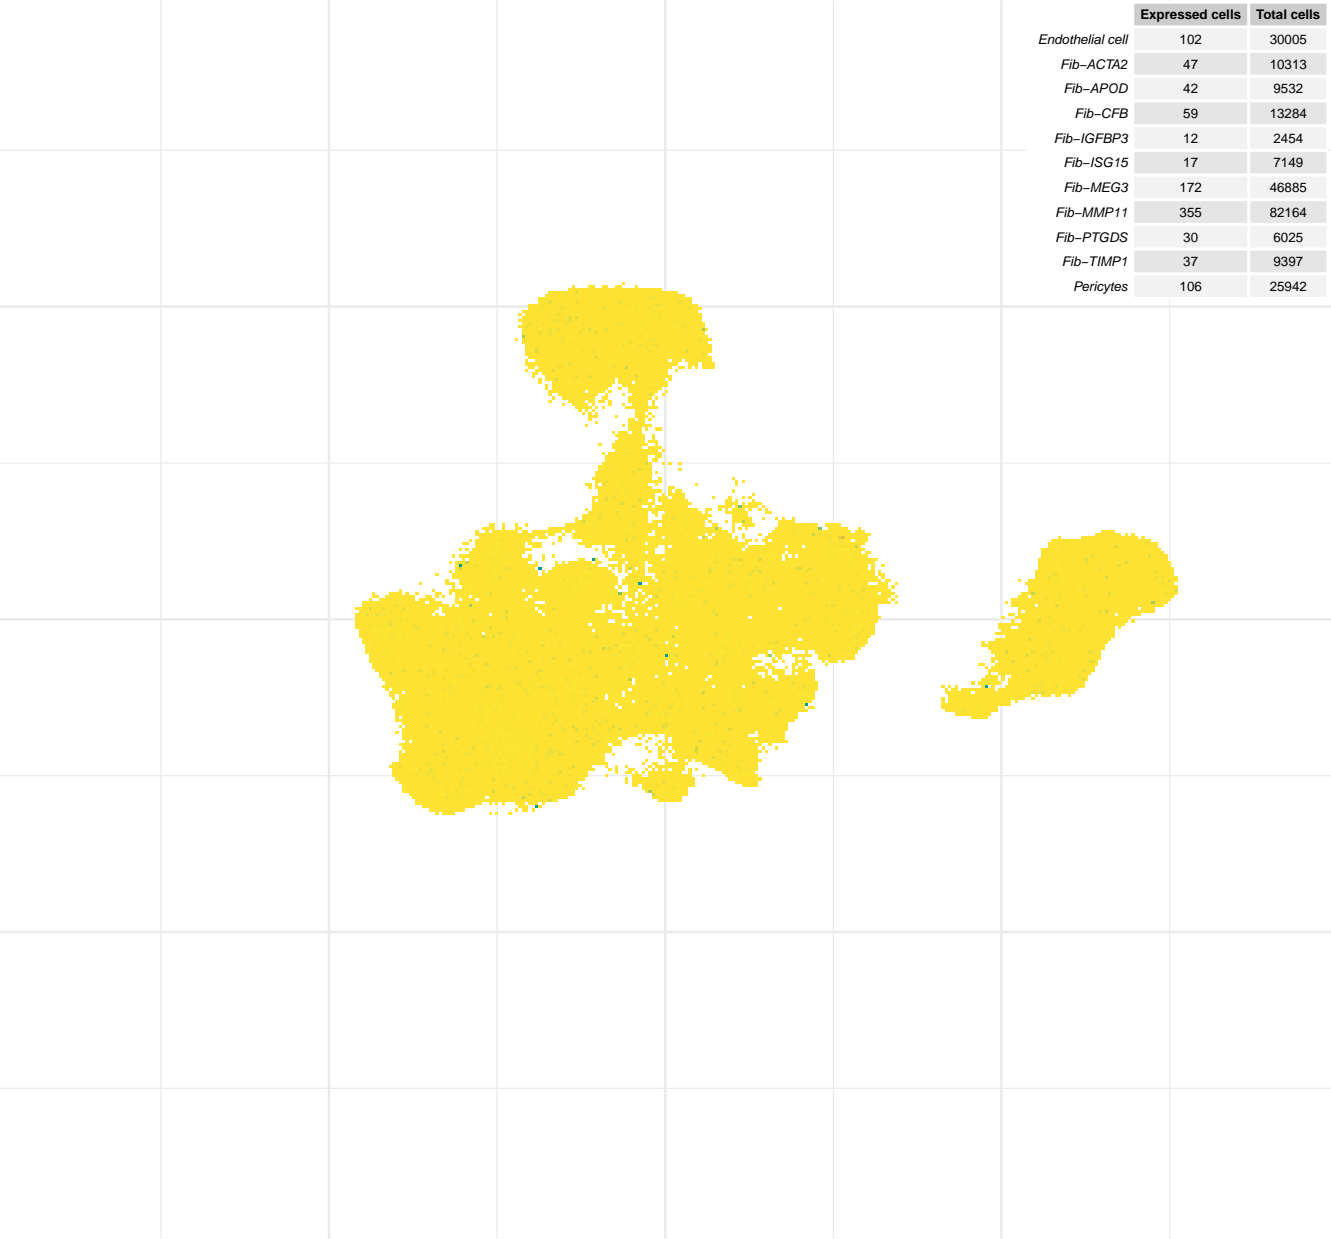 Expressed cells Total cells
Endothelial cell 102 30005
Fib−ACTA2 47 10313
Fib−APOD 42 9532
Fib−CFB 59 13284
Fib−IGFBP3 12 2454
Fib−ISG15 17 7149
Fib−MEG3 172 46885
Fib−MMP11 355 82164
Fib−PTGDS 30 6025
Fib−TIMP1 37 9397
Pericytes 106 25942